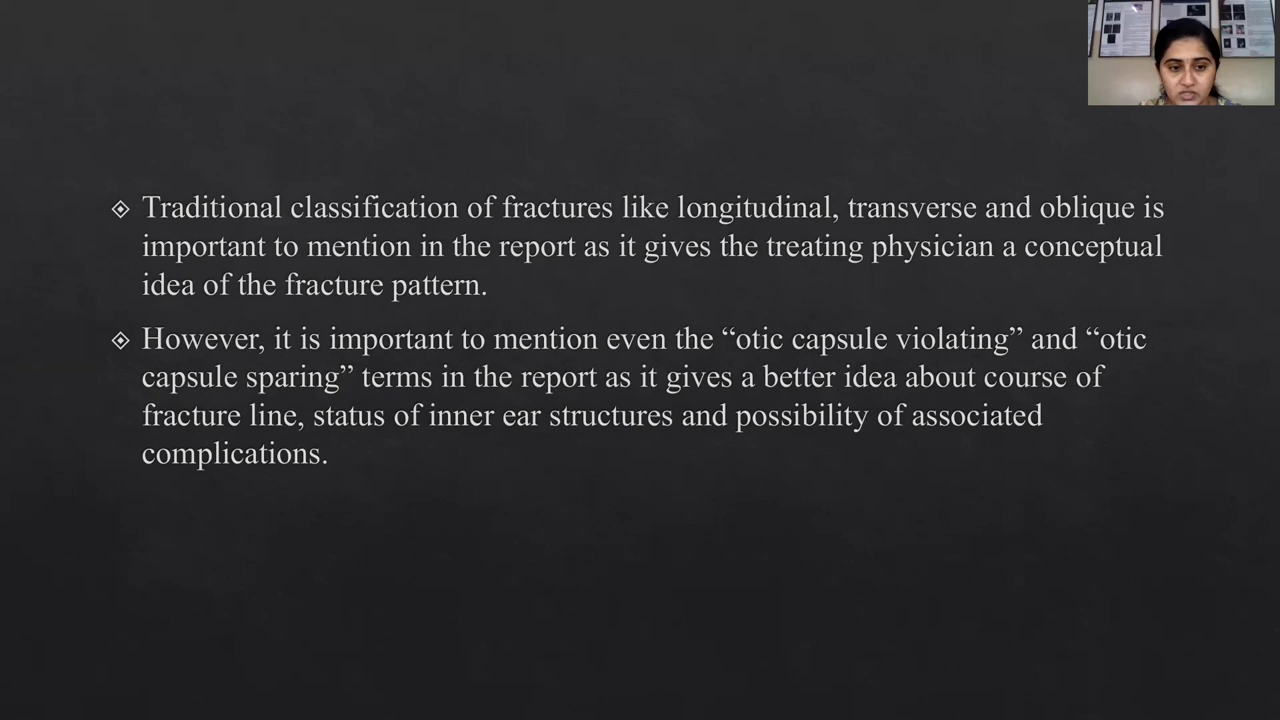 Traditional classification of fractures like longitudinal, transverse and oblique is
important to mention in the report as it gives the treating physician a conceptual
idea of the fracture pattern.
However, it is important to mention even the “otic capsule violating” and “otic
capsule sparing” terms in the report as it gives a better idea about course of
fracture line, status of inner ear structures and possibility of associated
complications.